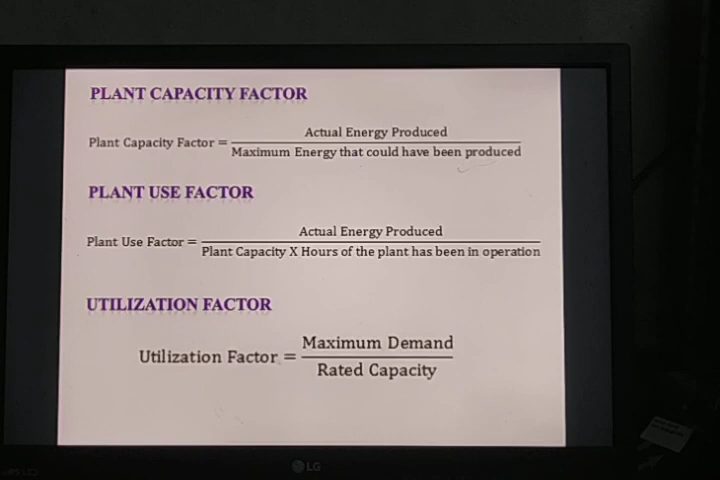 PLANT CAPACITY FACTOR
Plant Capacity Factor = Actual Energy Produced
Maximum Energy that could have been produced
PLANT USE FACTOR
Plant Use Factor = Actual Energy Produced
Plant Capacity X Hours of the plant has been in operation
UTILIZATION FACTOR
Utilization Factor = Maximum Demand
Rated Capacity
LG